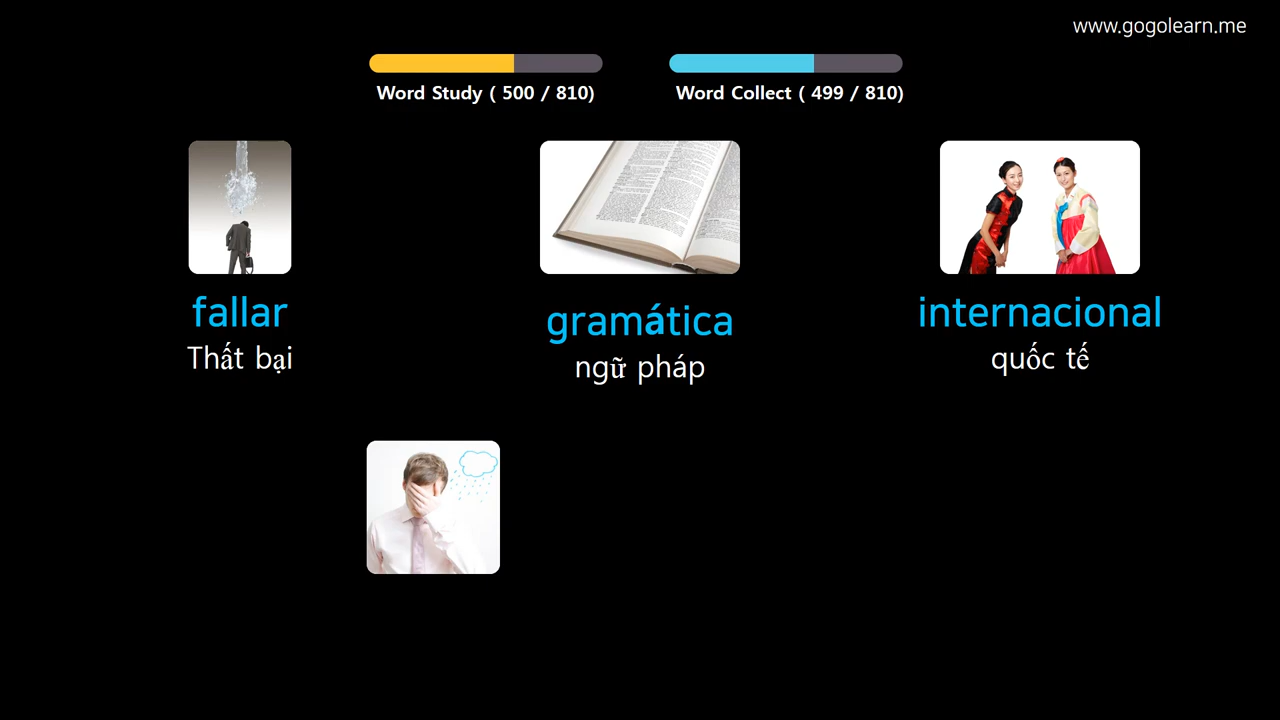 www.gogolearn.me
Word Study ( 500 / 810)
Word Collect ( 499 / 810)
fallar
Thất bại
gramática
ngữ pháp
internacional
quốc tế